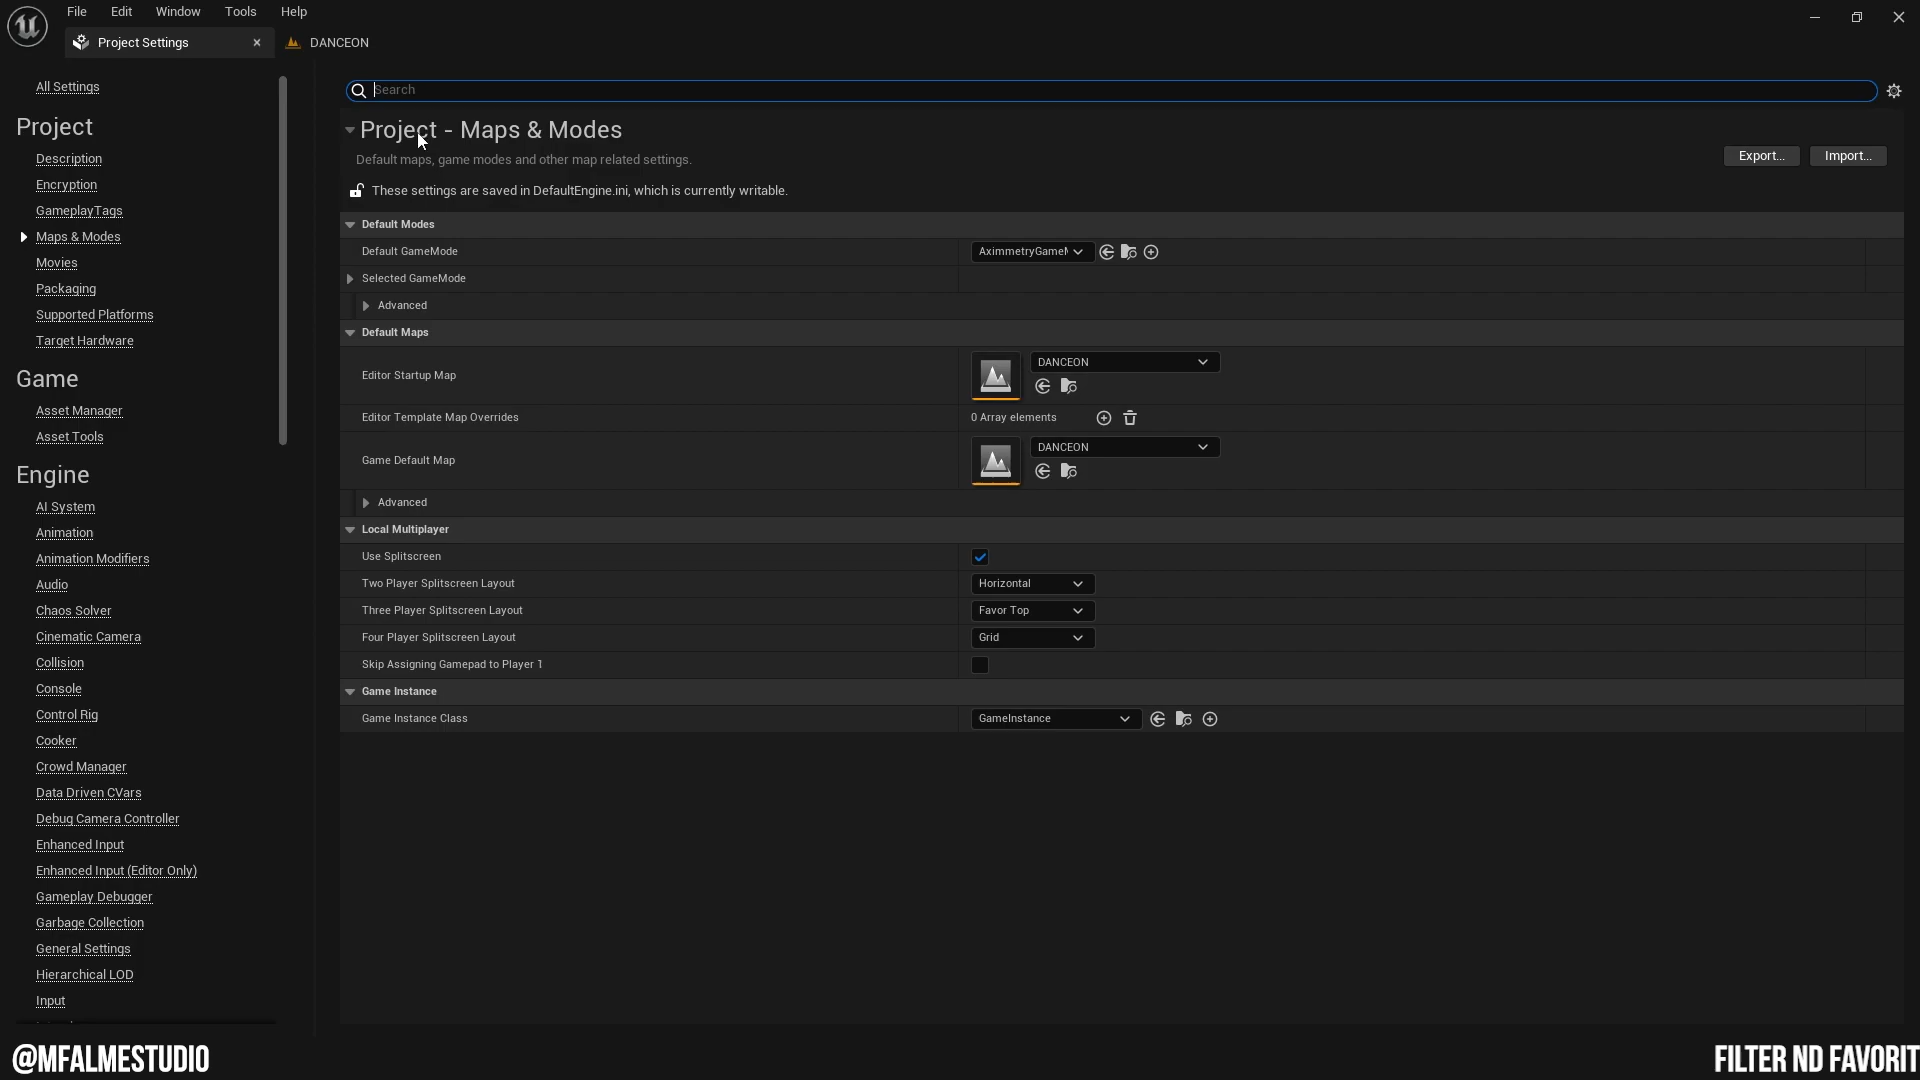 File Edit Window Tools Help
Project Settings
DANCEON
All Settings
Project
Description
Encryption
GameplayTags
Maps & Modes
Movies
Packaging
Supported Platforms
Target Hardware
Game
Asset Manager
Asset Tools
Engine
AI System
Animation
Animation Modifiers
Audio
Chaos Solver
Cinematic Camera
Collision
Console
Control Rig
Cooker
Crowd Manager
Data Driven CVars
Debug Camera Controller
Enhanced Input
Enhanced Input (Editor Only)
Gameplay Debugger
Garbage Collection
General Settings
Hierarchical LOD
Input
Search
Project - Maps & Modes
Default maps, game modes and other map related settings.
Export...
Import...
These settings are saved in DefaultEngine.ini, which is currently writable.
Default Modes
Default GameMode
AximmetryGameM
Selected GameMode
Advanced
Default Maps
Editor Startup Map
DANCEON
Editor Template Map Overrides
0 Array elements
Game Default Map
DANCEON
Advanced
Local Multiplayer
Use Splitscreen
Two Player Splitscreen Layout
Horizontal
Three Player Splitscreen Layout
Favor Top
Four Player Splitscreen Layout
Grid
Skip Assigning Gamepad to Player 1
Game Instance
Game Instance Class
GameInstance
@MFALMESTUDIO
FILTER ND FAVORIT